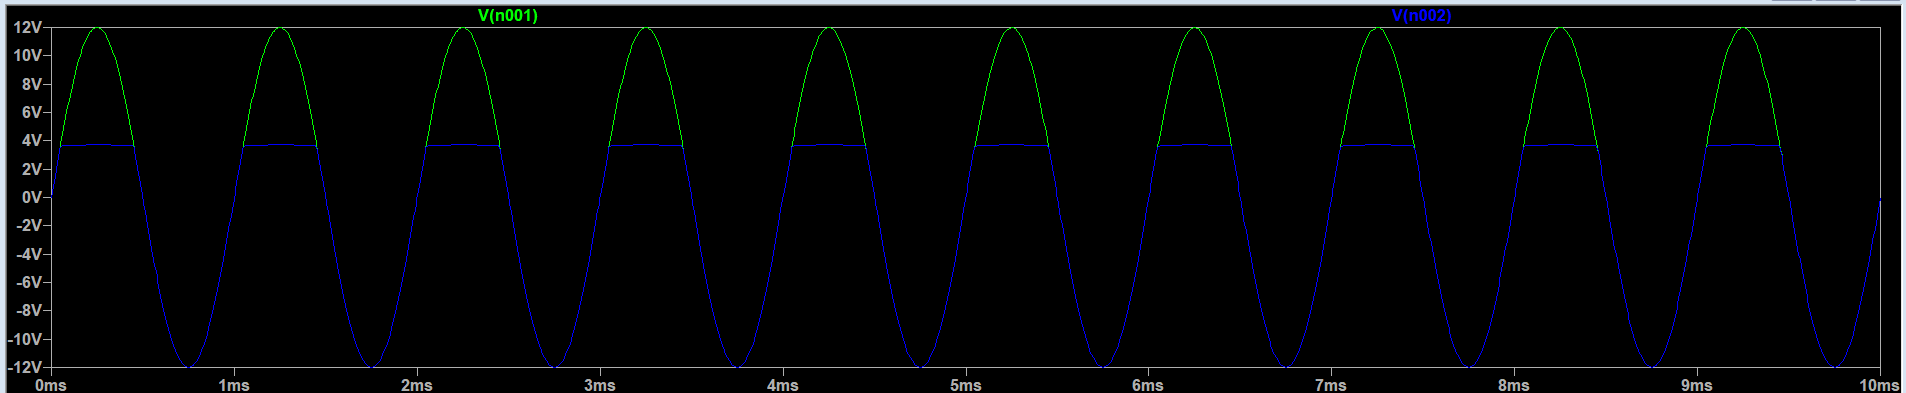 V(n001) V(n002)
12V
10V
8V
6V
4V
2V
0V
-2V
-4V
-6V
-8V
-10V
-12V
0ms 1ms 2ms 3ms 4ms 5ms 6ms 7ms 8ms 9ms 10ms